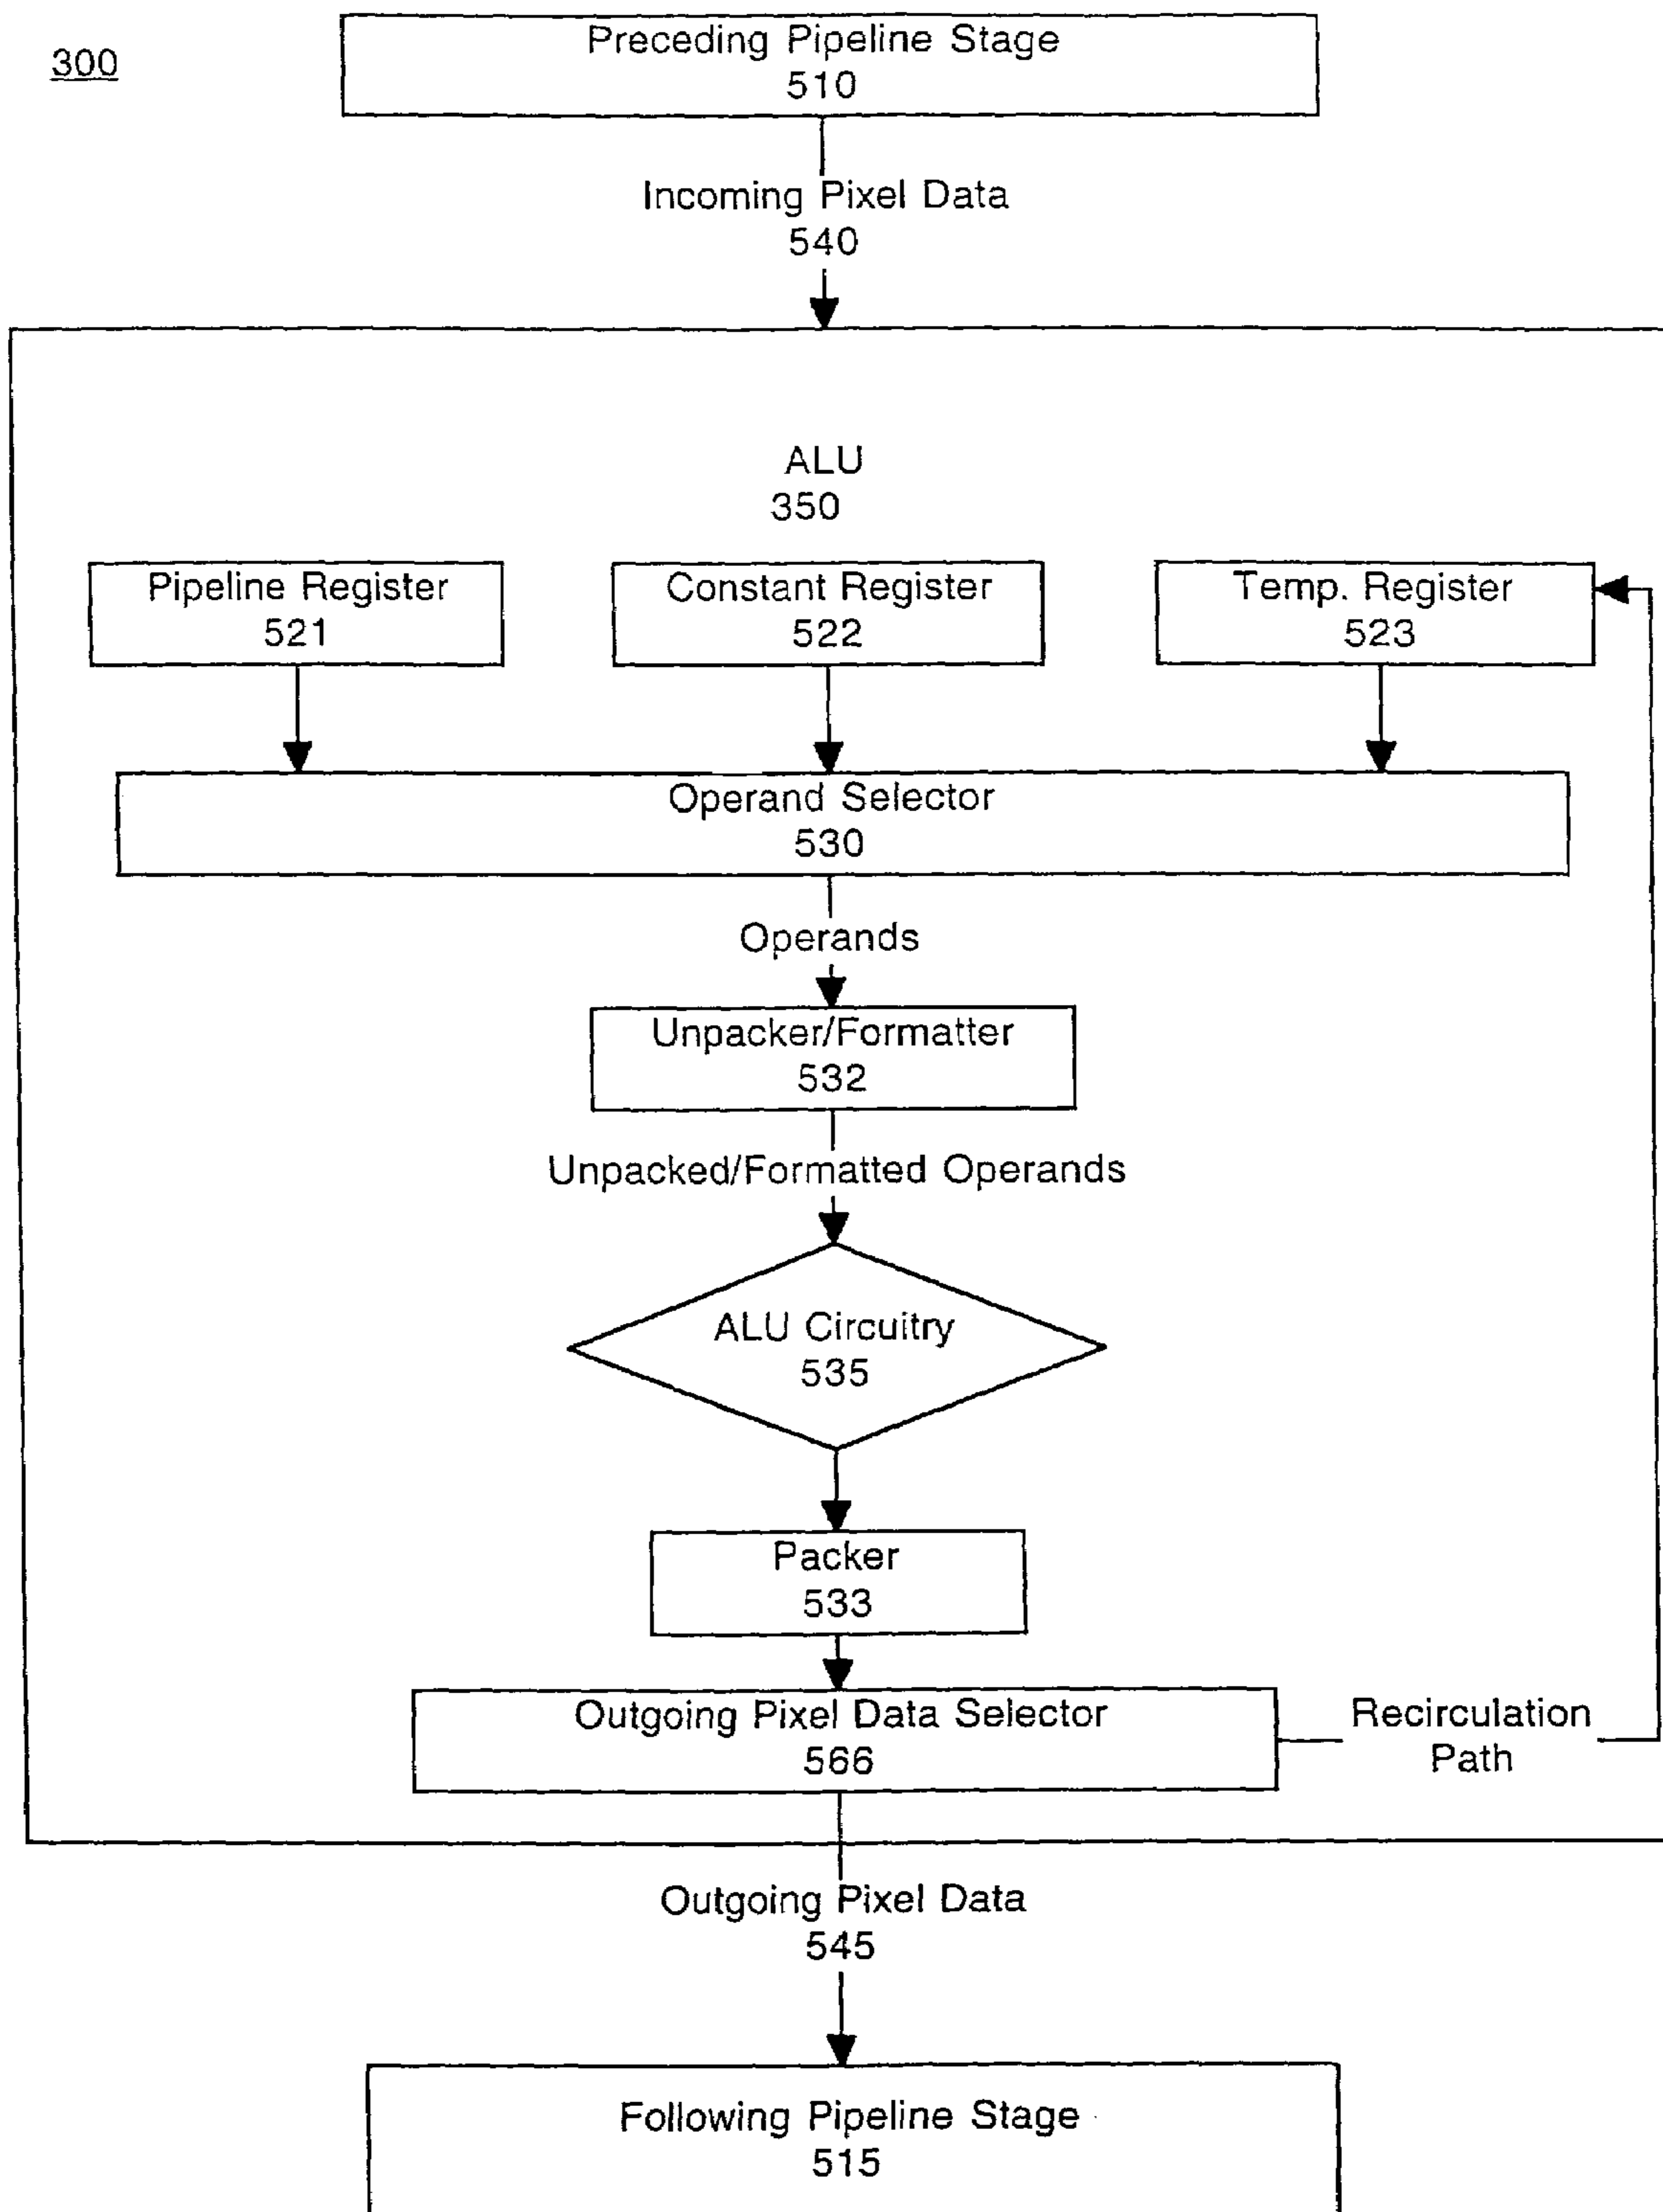 300
Preceding Pipeline Stage
510
Incoming Pixel Data
540
ALU
350
Pipeline Register
521
Constant Register
522
Temp. Register
523
Operand Selector
530
Operands
Unpacker/Formatter
532
Unpacked/Formatted Operands
ALU Circuitry
535
Packer
533
Outgoing Pixel Data Selector
566
Recirculation
Path
Outgoing Pixel Data
545
Following Pipeline Stage
515